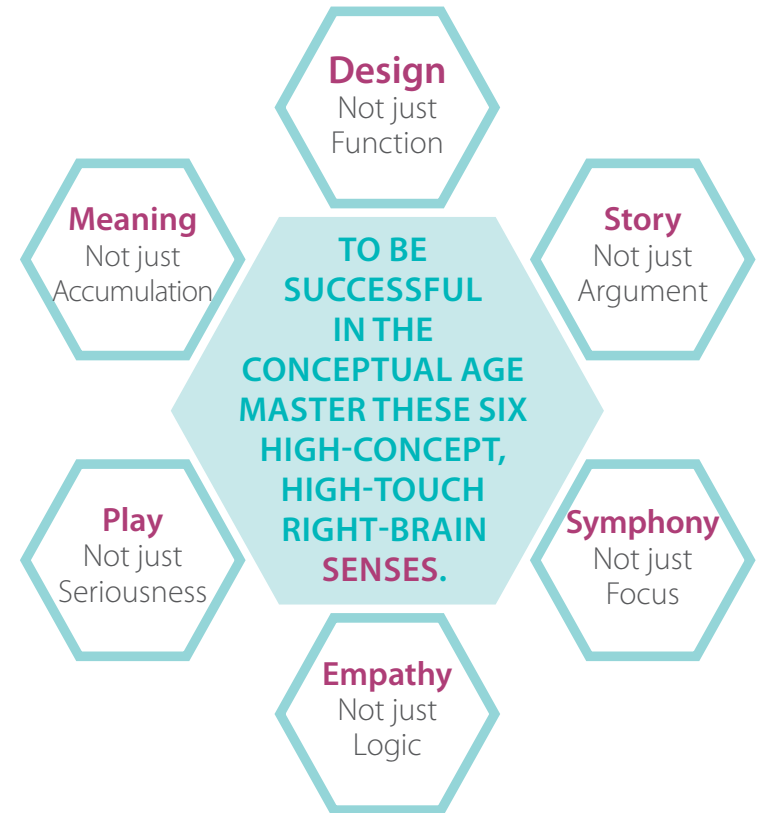 Design
Not just
Function
Meaning
Not just
Accumulation
Story
Not just
Argument
TO BE
SUCCESSFUL
IN THE
CONCEPTUAL AGE
MASTER THESE SIX
HIGH-CONCEPT,
HIGH-TOUCH
RIGHT-BRAIN
SENSES.
Play
Not just
Seriousness
Symphony
Not just
Focus
Empathy
Not just
Logic